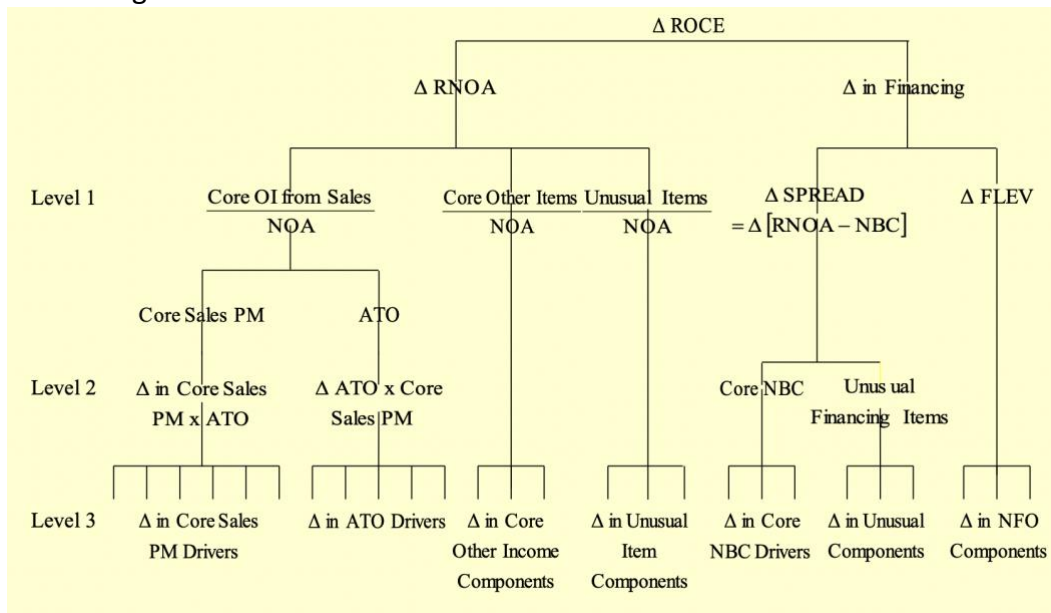 Δ ROCE
Δ RNOA
Δ in Financing
Level 1
Core OI from Sales
NOA
Core Other Items
NOA
Unusual Items
NOA
Δ SPREAD
= Δ [RNOA – NBC]
Δ FLEV
Core Sales PM
ATO
Level 2
Δ in Core Sales
PM x ATO
Δ ATO x Core
Sales PM
Core NBC
Unus ual
Financing Items
Level 3
Δ in Core Sales
PM Drivers
Δ in ATO Drivers
Δ in Core
Other Income
Components
Δ in Unusual
Item
Components
Δ in Core
NBC Drivers
Δ in Unusual
Components
Δ in NFO
Components